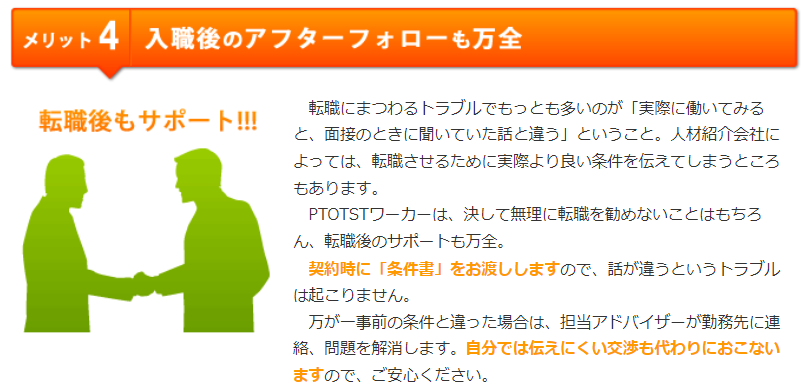 メリット4 入職後のアフターフォローも万全
転職後もサポート!!!
転職にまつわるトラブルでもっとも多いのが「実際に働いてみる
と、面接のときに聞いていた話と違う」ということ。人材紹介会社に
よっては、転職させるために実際より良い条件を伝えてしまうところ
もあります。
PTOTSTワーカーは、決して無理に転職を勧めないことはもちろ
ん、転職後のサポートも万全。
契約時に「条件書」をお渡ししますので、話が違うというトラブル
は起こりません。
万が一事前の条件と違った場合は、担当アドバイザーが勤務先に連
絡、問題を解消します。自分では伝えにくい交渉も代わりにおこない
ますので、ご安心ください。